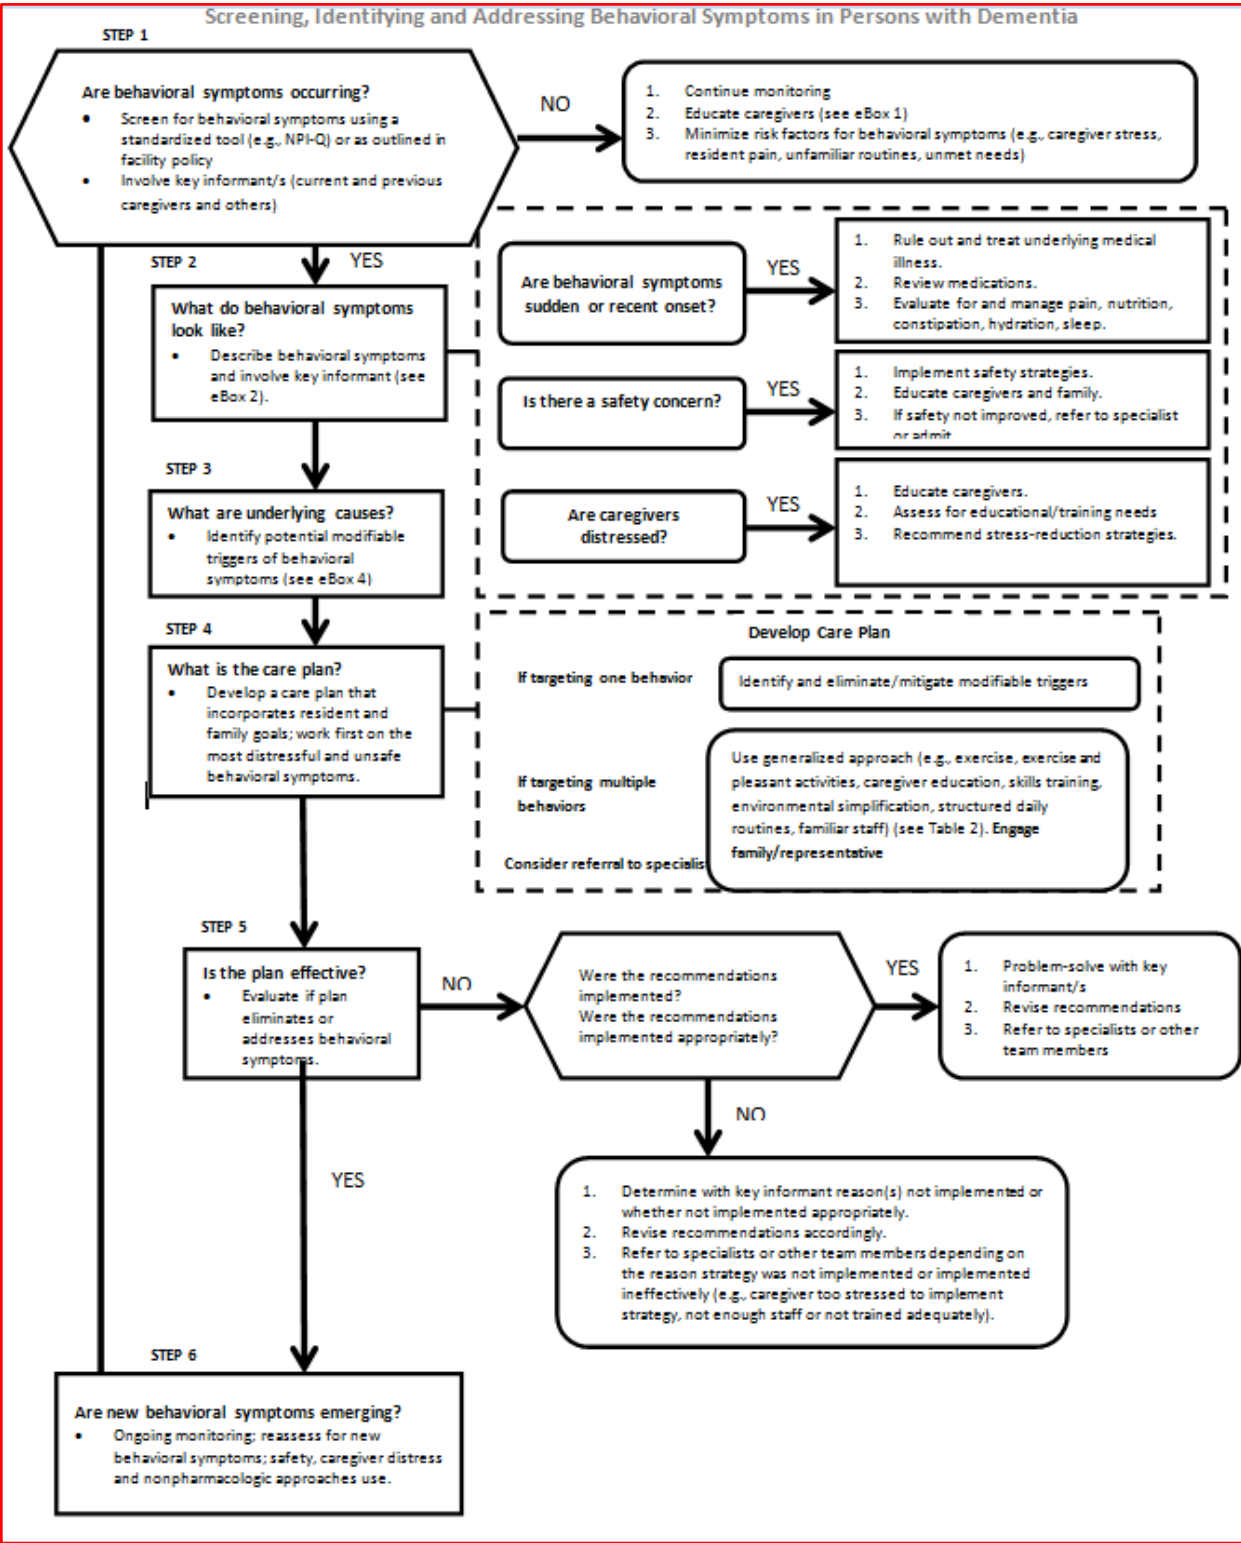 Screening, Identifying and Addressing Behavioral Symptoms in Persons with Dementia
STEP 1
Are behavioral symptoms occurring?
• Screen for behavioral symptoms using a
standardized tool (e.g., NPI-Q) or as outlined in
facility policy
• Involve key informant/s (current and previous
caregivers and others)
NO
1. Continue monitoring
2. Educate caregivers (see eBox 1)
3. Minimize risk factors for behavioral symptoms (e.g., caregiver stress,
resident pain, unfamiliar routines, unmet needs)
YES
STEP 2
What do behavioral symptoms
look like?
• Describe behavioral symptoms
and involve key informant (see
eBox 2).
Are behavioral symptoms
sudden or recent onset?
YES
1. Rule out and treat underlying medical
illness.
2. Review medications.
3. Evaluate for and manage pain, nutrition,
constipation, hydration, sleep.
Is there a safety concern?
YES
1. Implement safety strategies.
2. Educate caregivers and family.
3. If safety not improved, refer to specialist
or admit
Are caregivers
distressed?
YES
1. Educate caregivers.
2. Assess for educational/training needs
3. Recommend stress-reduction strategies.
STEP 3
What are underlying causes?
• Identify potential modifiable
triggers of behavioral
symptoms (see eBox 4)
STEP 4
What is the care plan?
• Develop a care plan that
incorporates resident and
family goals; work first on the
most distressful and unsafe
behavioral symptoms.
Develop Care Plan
If targeting one behavior
Identify and eliminate/mitigate modifiable triggers
If targeting multiple
behaviors
Use generalized approach (e.g., exercise, exercise and
pleasant activities, caregiver education, skills training,
environmental simplification, structured daily
routines, familiar staff) (see Table 2). Engage
family/representative
Consider referral to specialis
STEP 5
Is the plan effective?
• Evaluate if plan
eliminates or
addresses behavioral
symptoms.
NO
Were the recommendations
implemented?
Were the recommendations
implemented appropriately?
YES
1. Problem-solve with key
informant/s
2. Revise recommendations
3. Refer to specialists or other
team members
NO
1. Determine with key informant reason(s) not implemented or
whether not implemented appropriately.
2. Revise recommendations accordingly.
3. Refer to specialists or other team members depending on
the reason strategy was not implemented or implemented
ineffectively (e.g., caregiver too stressed to implement
strategy, not enough staff or not trained adequately).
YES
STEP 6
Are new behavioral symptoms emerging?
• Ongoing monitoring; reassess for new
behavioral symptoms; safety, caregiver distress
and nonpharmacologic approaches use.